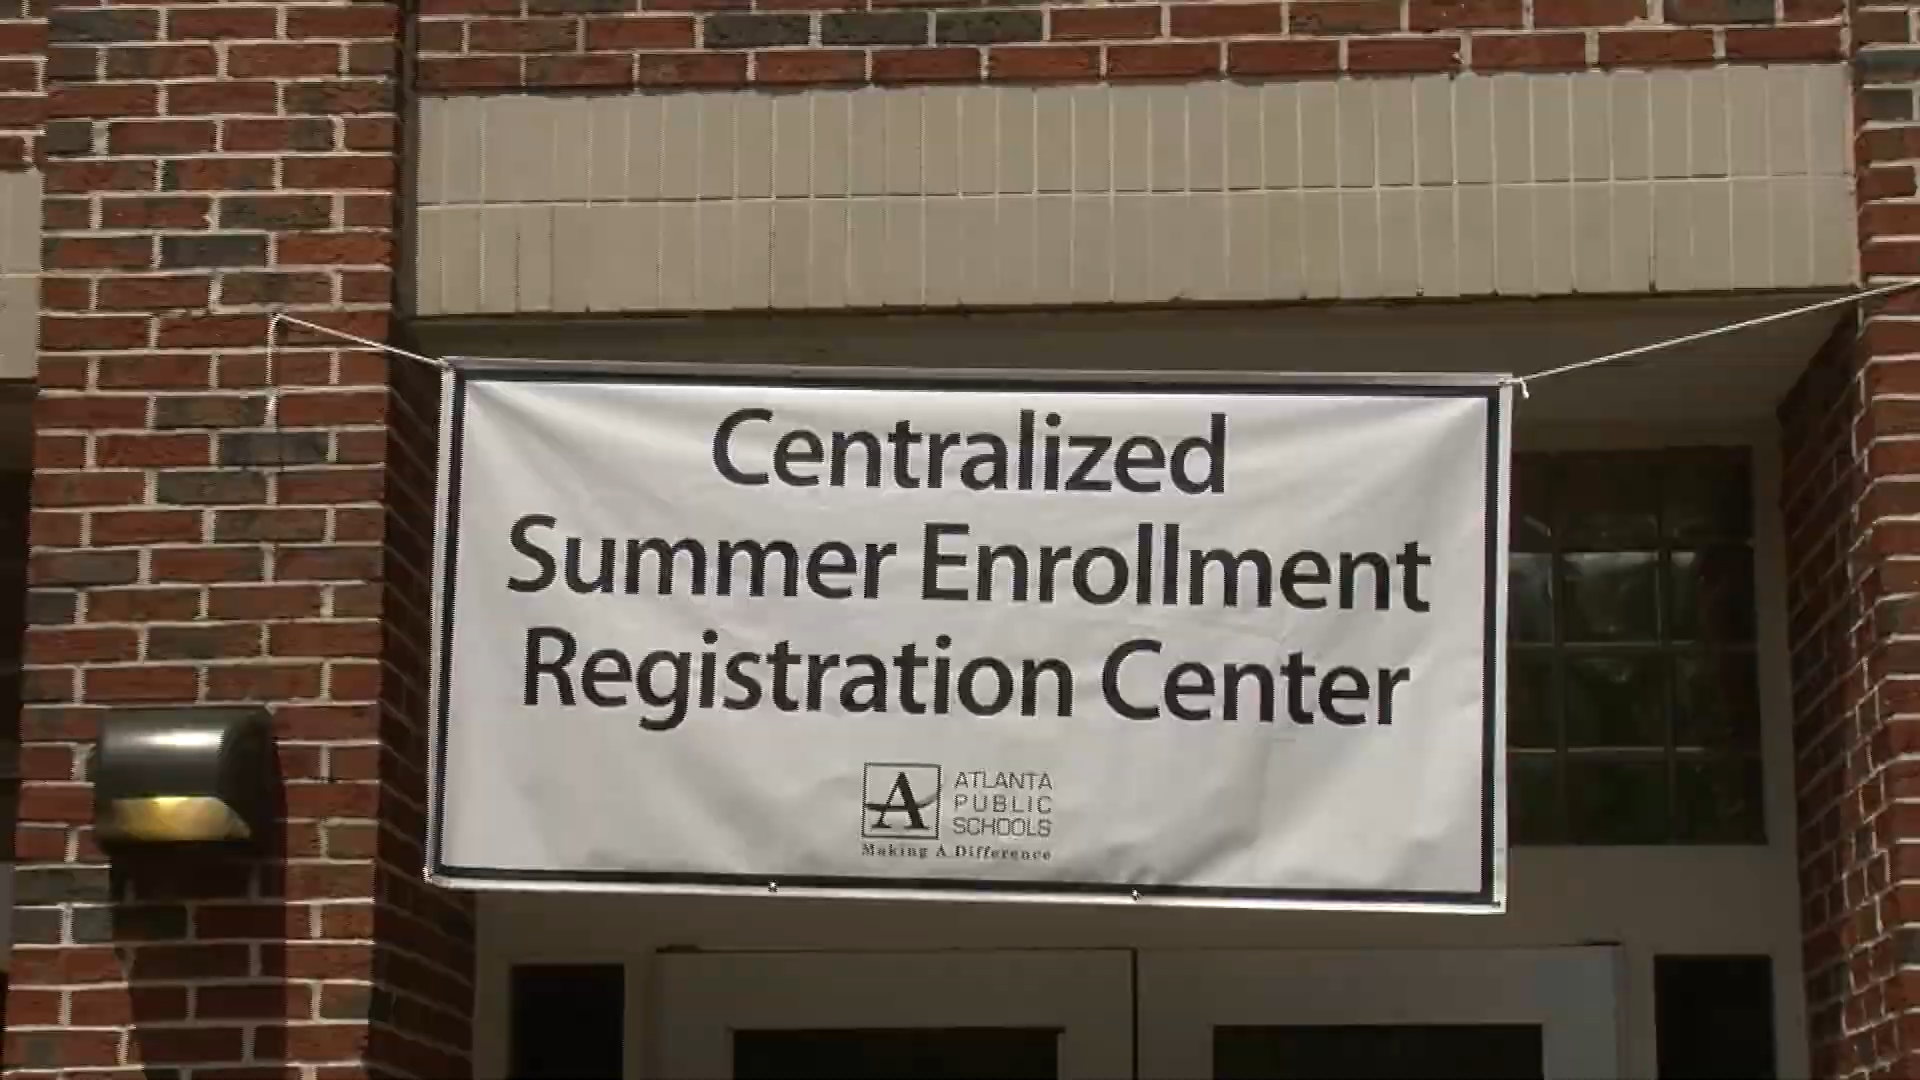 Centralized
Summer Enrollment
Registration Center
A
ATLANTA
PUBLIC
SCHOOLS
Making A Difference